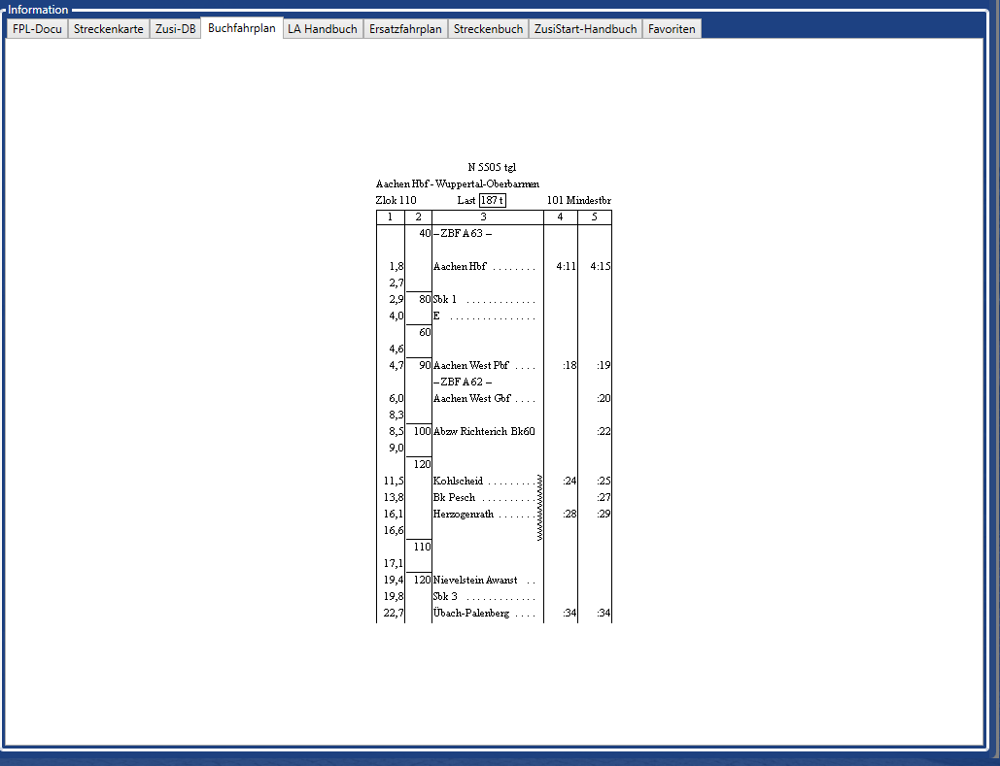 Information
FPL-Docu Streckenkarte Zusi-DB Buchfahrplan LA Handbuch Ersatzfahrplan Streckenbuch ZusiStart-Handbuch Favoriten
N 5505 tgl
Aachen Hbf - Wuppertal-Oberbarmen
Zlok 110 Last 187 t 101 Mindestbr
1 2 3 4 5
40 – ZBF A 63 –
1,8 Aachen Hbf . . . . . . . . 4:11 4:15
2,7
2,9 80 Sbk 1 . . . . . . . . . . . . .
4,0 E . . . . . . . . . . . . . . . .
60
4,6
4,7 90 Aachen West Pbf . . . . :18 :19
– ZBF A 62 –
6,0 Aachen West Gbf . . . . :20
8,3
8,5 100 Abzw Richterich Bk60 :22
9,0
120
11,5 Kohlscheid . . . . . . . . . :24 :25
13,8 Bk Pesch . . . . . . . . . . :27
16,1 Herzogenrath . . . . . . . :28 :29
16,6
110
17,1
19,4 120 Nievelstein Awanst . .
19,8 Sbk 3 . . . . . . . . . . . . .
22,7 Übach-Palenberg . . . . :34 :34